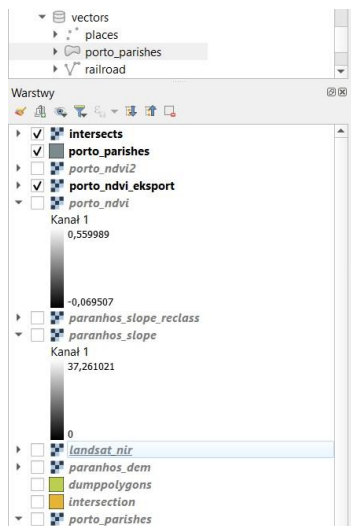 vectors
places
porto_parishes
railroad
Warstwy
intersects
porto_parishes
porto_ndvi2
porto_ndvi_eksport
porto_ndvi
Kanał 1
0,559989
-0,069507
paranhos_slope_reclass
paranhos_slope
Kanał 1
37,261021
0
landsat_nir
paranhos_dem
dumppolygons
intersection
porto_parishes